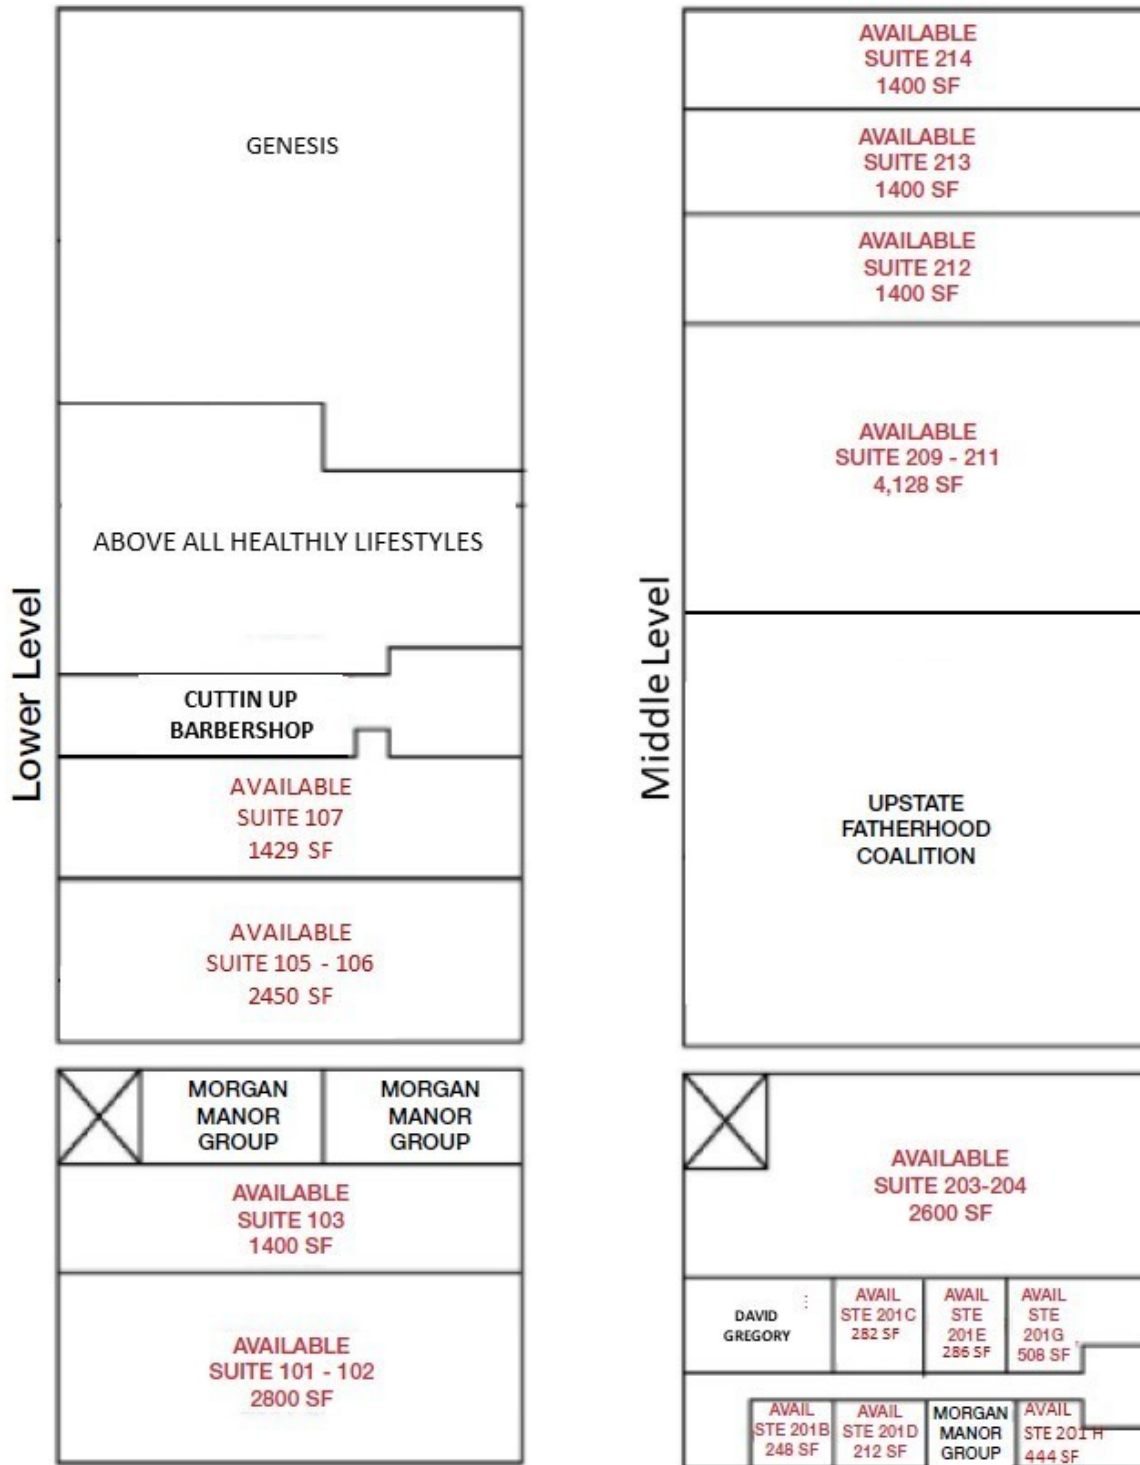 Lower Level
GENESIS
ABOVE ALL HEALTHLY LIFESTYLES
CUTTIN UP
BARBERSHOP
AVAILABLE
SUITE 107
1429 SF
AVAILABLE
SUITE 105 - 106
2450 SF
MORGAN
MANOR
GROUP
MORGAN
MANOR
GROUP
AVAILABLE
SUITE 103
1400 SF
AVAILABLE
SUITE 101 - 102
2800 SF
Middle Level
AVAILABLE
SUITE 214
1400 SF
AVAILABLE
SUITE 213
1400 SF
AVAILABLE
SUITE 212
1400 SF
AVAILABLE
SUITE 209 - 211
4,128 SF
UPSTATE
FATHERHOOD
COALITION
AVAILABLE
SUITE 203-204
2600 SF
DAVID
GREGORY
AVAIL
STE 201C
282 SF
AVAIL
STE
201E
286 SF
AVAIL
STE
201G
508 SF
AVAIL
STE 201B
248 SF
AVAIL
STE 201D
212 SF
MORGAN
MANOR
GROUP
AVAIL
STE 201 H
444 SF